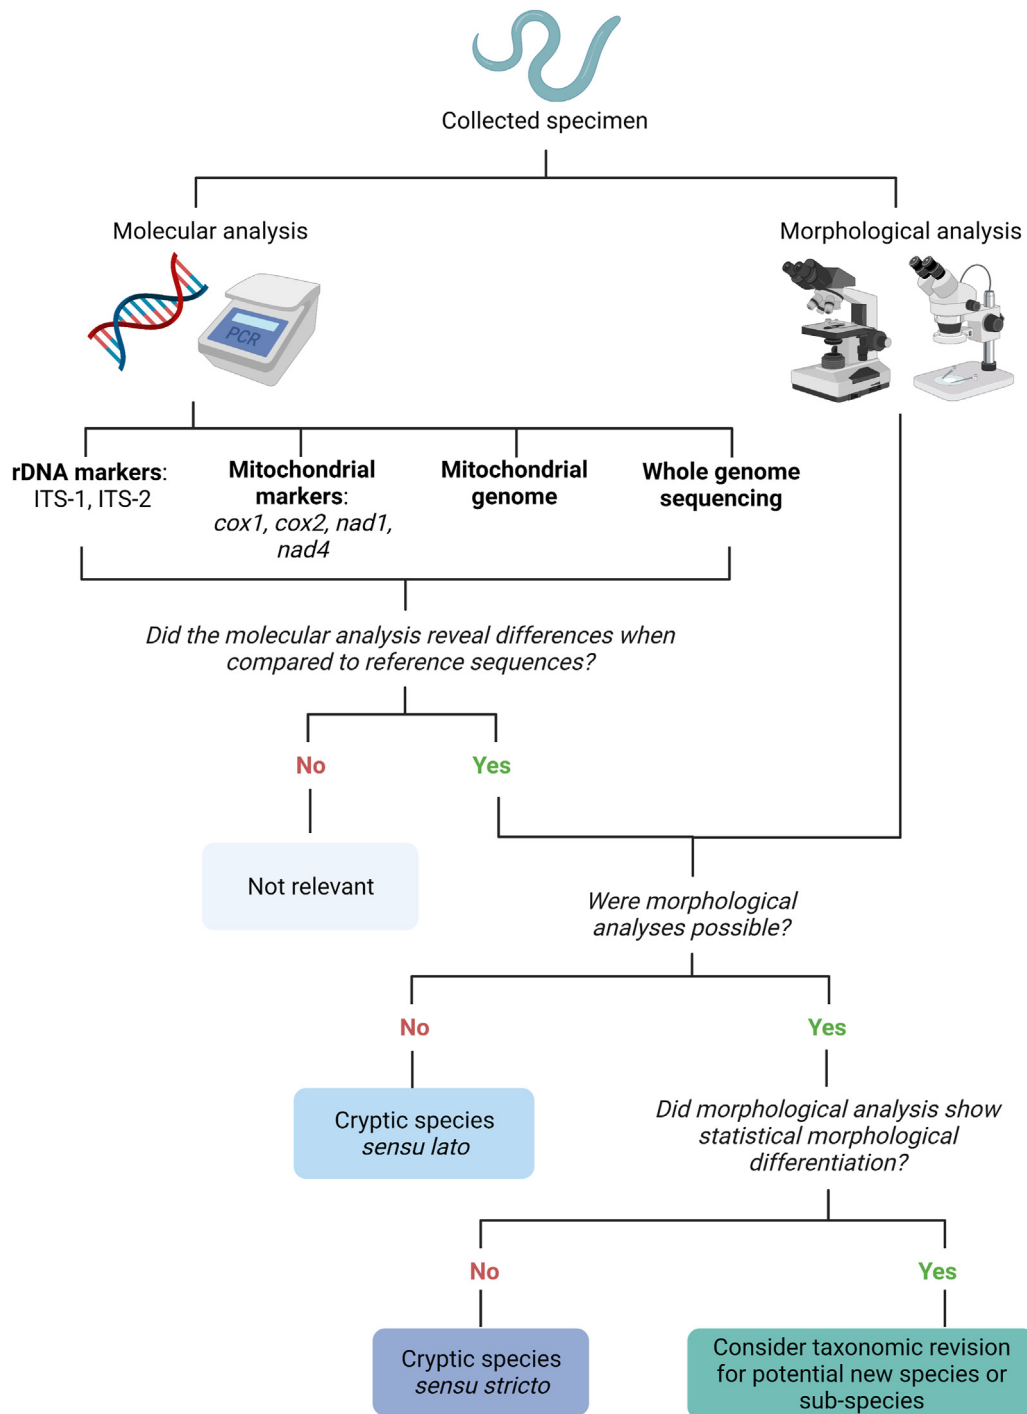 Collected specimen
Molecular analysis
Morphological analysis
PCR
rDNA markers:
ITS-1, ITS-2
Mitochondrial
markers:
cox1, cox2, nad1,
nad4
Mitochondrial
genome
Whole genome
sequencing
Did the molecular analysis reveal differences when
compared to reference sequences?
No
Yes
Not relevant
Were morphological
analyses possible?
No
Yes
Cryptic species
sensu lato
Did morphological analysis show
statistical morphological
differentiation?
No
Yes
Cryptic species
sensu stricto
Consider taxonomic revision
for potential new species or
sub-species